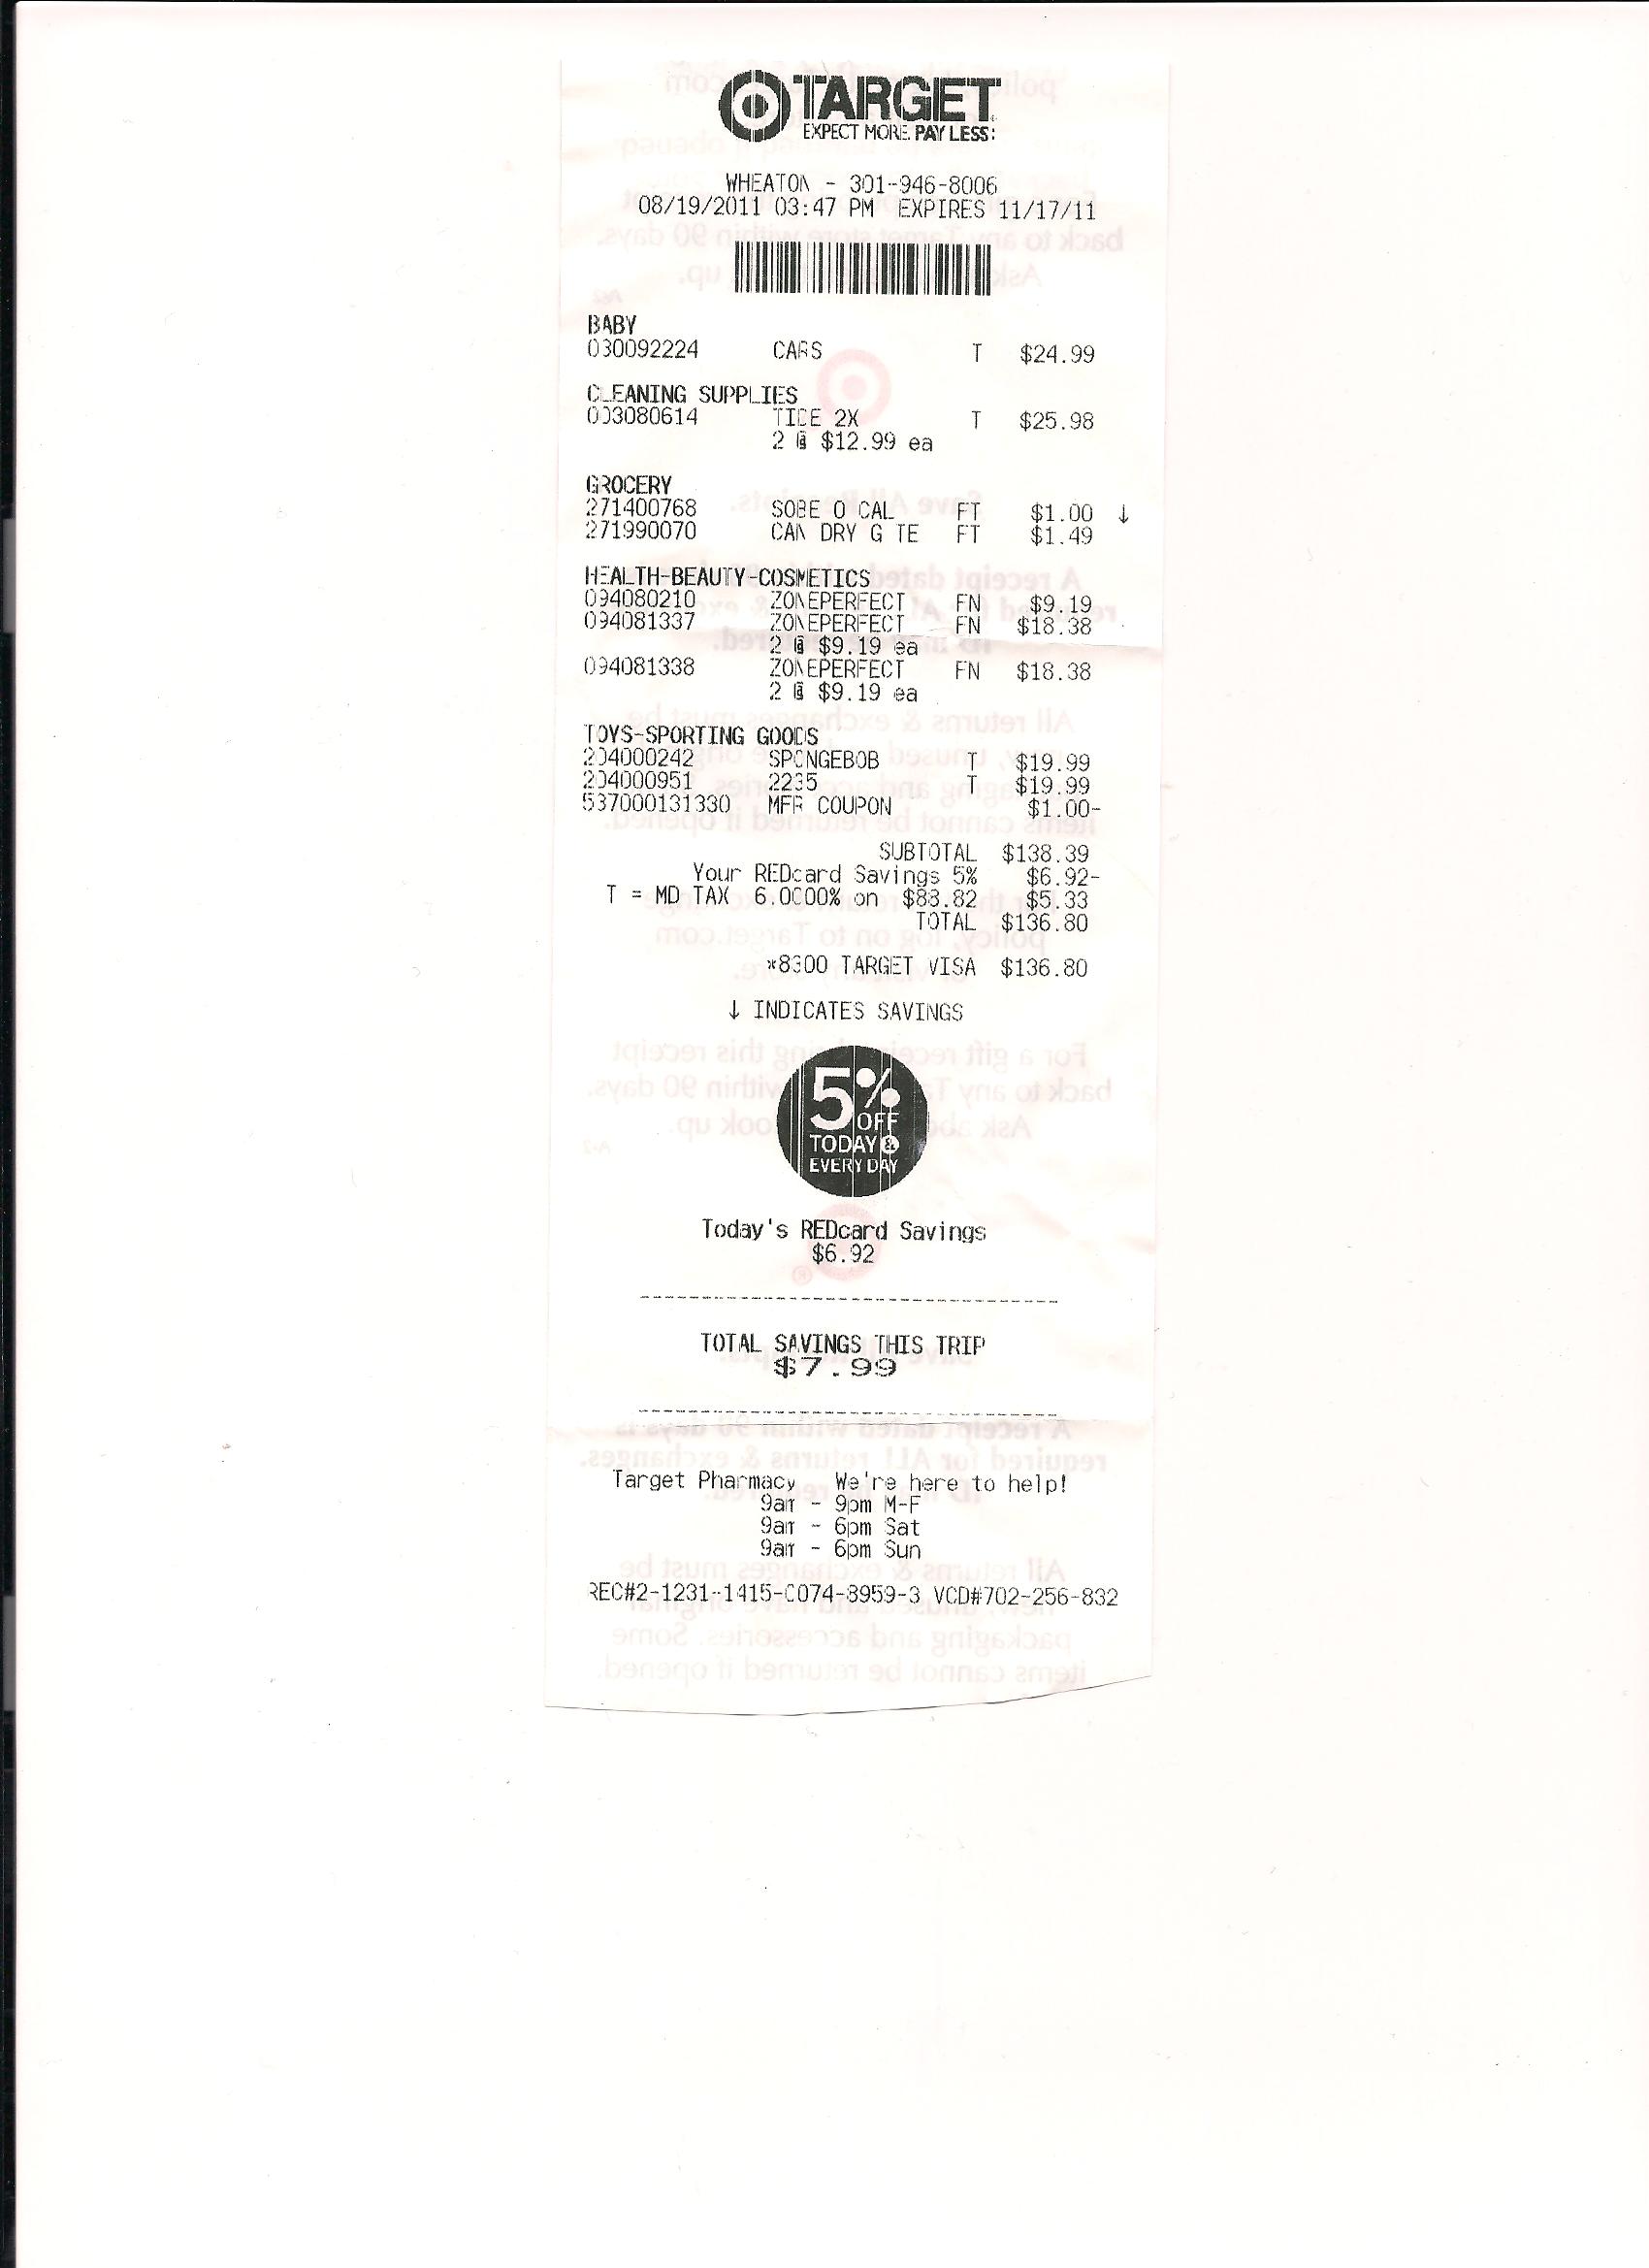 TARGET
EXPECT MORE. PAY LESS.
WHEATON - 301-946-8006
08/19/2011 03:47 PM EXPIRES 11/17/11
BABY
030092224 CARS T $24.99
CLEANING SUPPLIES
003080614 TIDE 2X T $25.98
2 @ $12.99 ea
GROCERY
271400768 SOBE O CAL FT $1.00 ↓
271990070 CAN DRY G TE FT $1.49
HEALTH-BEAUTY-COSMETICS
094080210 ZONEPERFECT FN $9.19
094081337 ZONEPERFECT FN $18.38
2 @ $9.19 ea
094081338 ZONEPERFECT FN $18.38
2 @ $9.19 ea
TOYS-SPORTING GOODS
204000242 SPONGEBOB T $19.99
204000951 2235 T $19.99
537000131330 MFR COUPON $1.00-
SUBTOTAL $138.39
Your REDcard Savings 5% $6.92-
T = MD TAX 6.0000% on $88.82 $5.33
TOTAL $136.80
*8300 TARGET VISA $136.80
↓ INDICATES SAVINGS
5%
OFF
TODAY &
EVERY DAY
Today's REDcard Savings
$6.92
TOTAL SAVINGS THIS TRIP
$7.99
Target Pharmacy We're here to help!
9am - 9pm M-F
9am - 6pm Sat
9am - 6pm Sun
REC#2-1231-1415-0074-8959-3 VCD#702-256-832